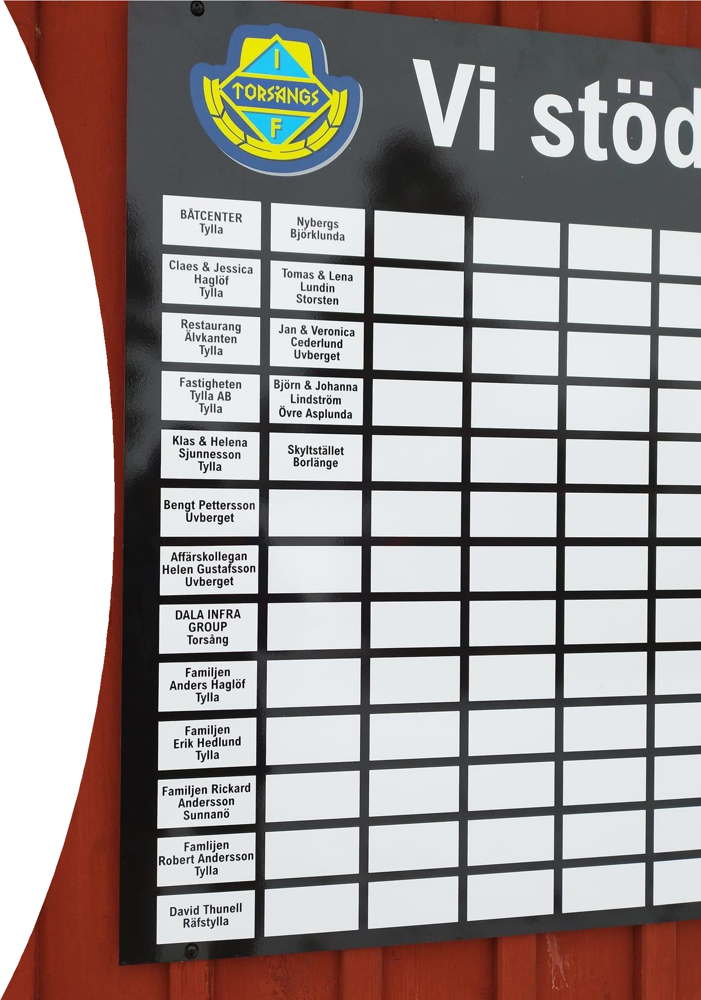 I
TORSÅNGS
F
Vi stöd
BÅTCENTER
Tylla
Claes & Jessica
Haglöf
Tylla
Restaurang
Älvkanten
Tylla
Fastigheten
Tylla AB
Tylla
Klas & Helena
Sjunnesson
Tylla
Bengt Pettersson
Uvberget
Affärskollegan
Helen Gustafsson
Uvberget
DALA INFRA
GROUP
Torsång
Familjen
Anders Haglöf
Tylla
Familjen
Erik Hedlund
Tylla
Familjen Rickard
Andersson
Sunnanö
Famlijen
Robert Andersson
Tylla
David Thunell
Räfstylla
Nybergs
Björklunda
Tomas & Lena
Lundin
Storsten
Jan & Veronica
Cederlund
Uvberget
Björn & Johanna
Lindström
Övre Asplunda
Skyltstället
Borlänge